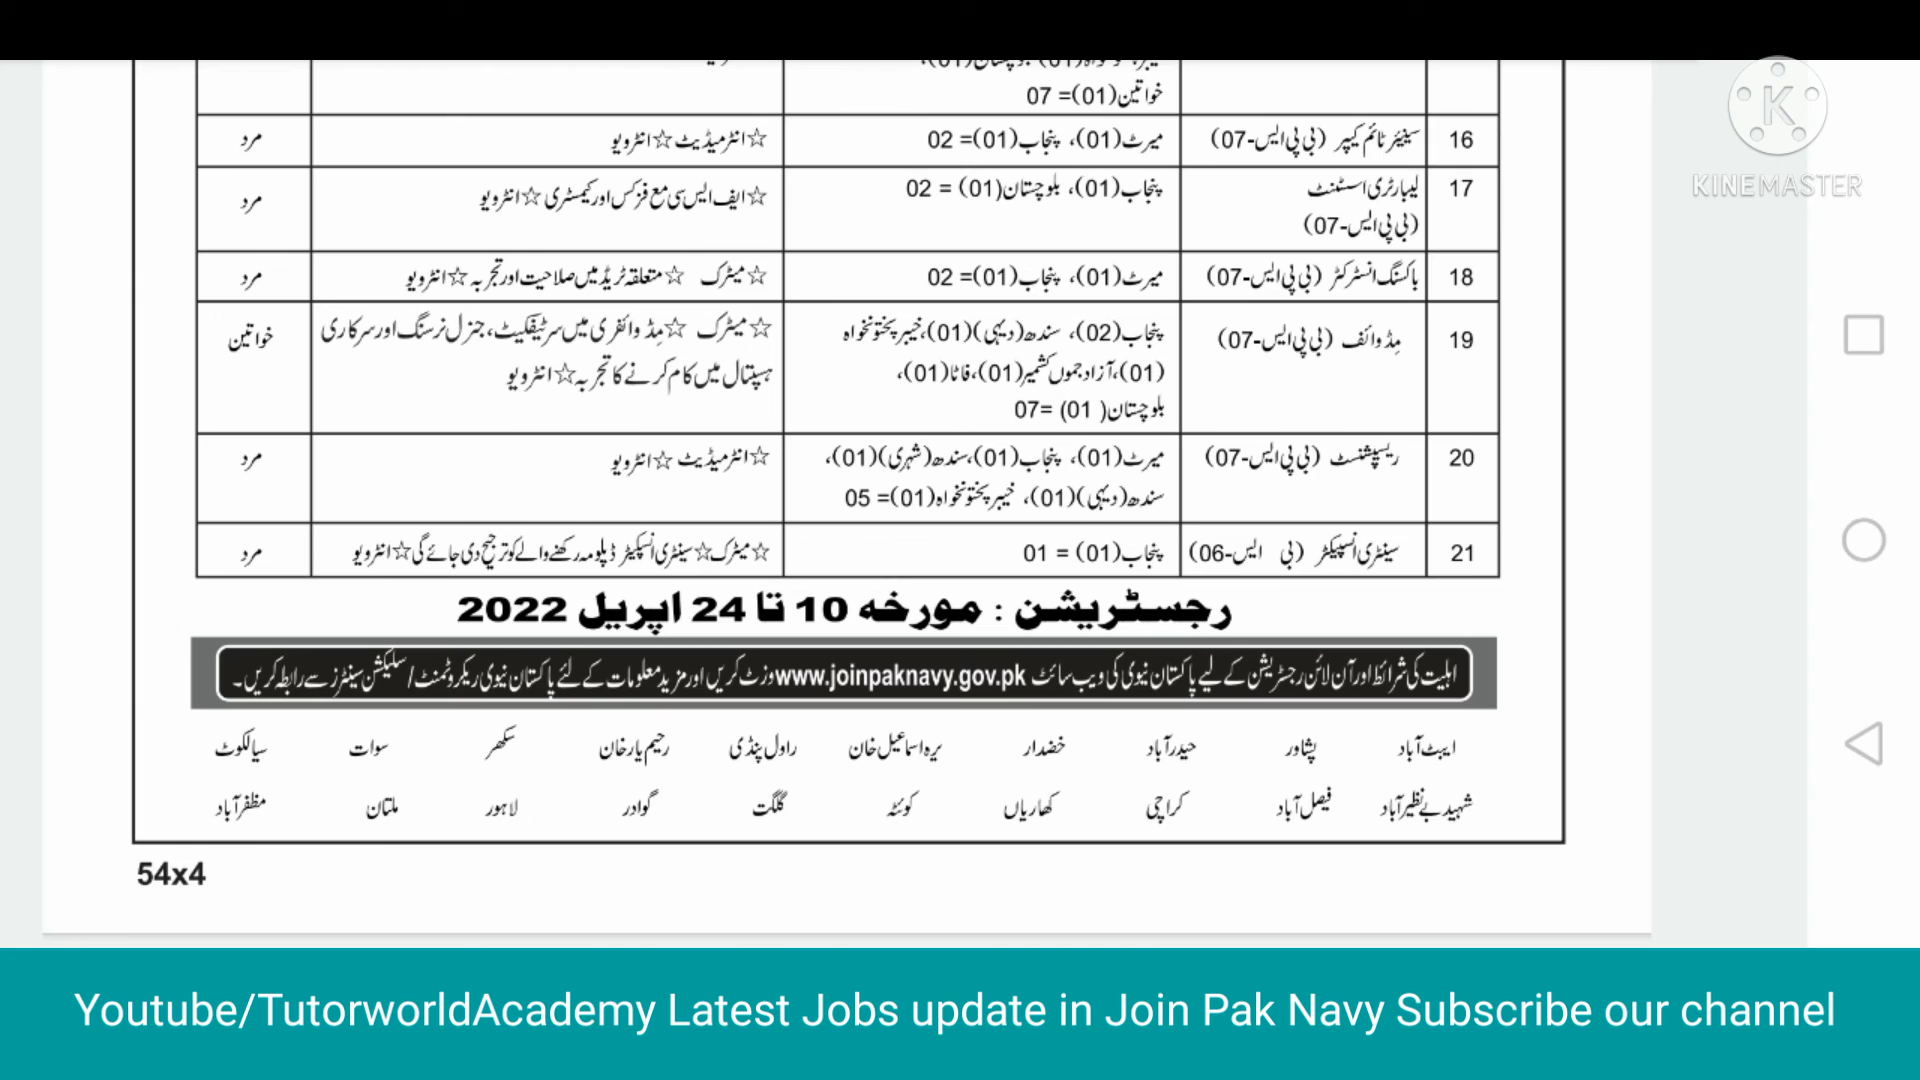 خواتین(01)= 07
16 سینیئر ٹائم کیپر (بی پی ایس-07) میرٹ(01)، پنجاب(01)= 02 ☆انٹرمیڈیٹ☆انٹرویو مرد
17 لیبارٹری اسسٹنٹ پنجاب(01)، بلوچستان(01) = 02 ☆ایف ایس سی مع فزکس اور کیمسٹری ☆انٹرویو مرد
(بی پی ایس-07)
18 باکسنگ انسٹرکٹر (بی پی ایس-07) میرٹ(01)، پنجاب(01)= 02 ☆میٹرک ☆ متعلقہ ٹریڈ میں صلاحیت اور تجربہ ☆انٹرویو مرد
19 مِڈ وائف (بی پی ایس-07) پنجاب(02)، سندھ(دیہی)(01)،خیبر پختونخواہ ☆میٹرک ☆مِڈ وائفری میں سرٹیفکیٹ، جنرل نرسنگ اور سرکاری خواتین
(01)،آزاد جموں کشمیر(01)،فاٹا(01)، ہسپتال میں کام کرنے کا تجربہ☆انٹرویو
بلوچستان( 01) =07
20 ریسپشنسٹ (بی پی ایس-07) میرٹ(01)، پنجاب(01)،سندھ(شہری)(01)، ☆انٹرمیڈیٹ ☆انٹرویو مرد
سندھ(دیہی)(01)، خیبر پختونخواہ(01)= 05
21 سینٹری انسپیکٹر (بی ایس-06) پنجاب(01) = 01 ☆میٹرک☆سینٹری انسپکٹر ڈپلومہ رکھنے والے کو ترجیح دی جائے گی☆انٹرویو مرد
رجسٹریشن : مورخہ 10 تا 24 اپریل 2022
اہلیت کی شرائط اور آن لائن رجسٹریشن کے لیے پاکستان نیوی کی ویب سائٹ www.joinpaknavy.gov.pk وزٹ کریں اور مزید معلومات کے لئے پاکستان نیوی ریکروٹمنٹ/سلیکشن سینٹرز سے رابطہ کریں۔
ایبٹ آباد پشاور حیدرآباد خضدار یرہ اسماعیل خان راول پنڈی رحیم یار خان سکھر سوات سیالکوٹ
شہید بے نظیر آباد فیصل آباد کراچی کھاریاں کوئٹہ گلگت گوادر لاہور ملتان مظفر آباد
54x4
K
KINEMASTER
Youtube/TutorworldAcademy Latest Jobs update in Join Pak Navy Subscribe our channel